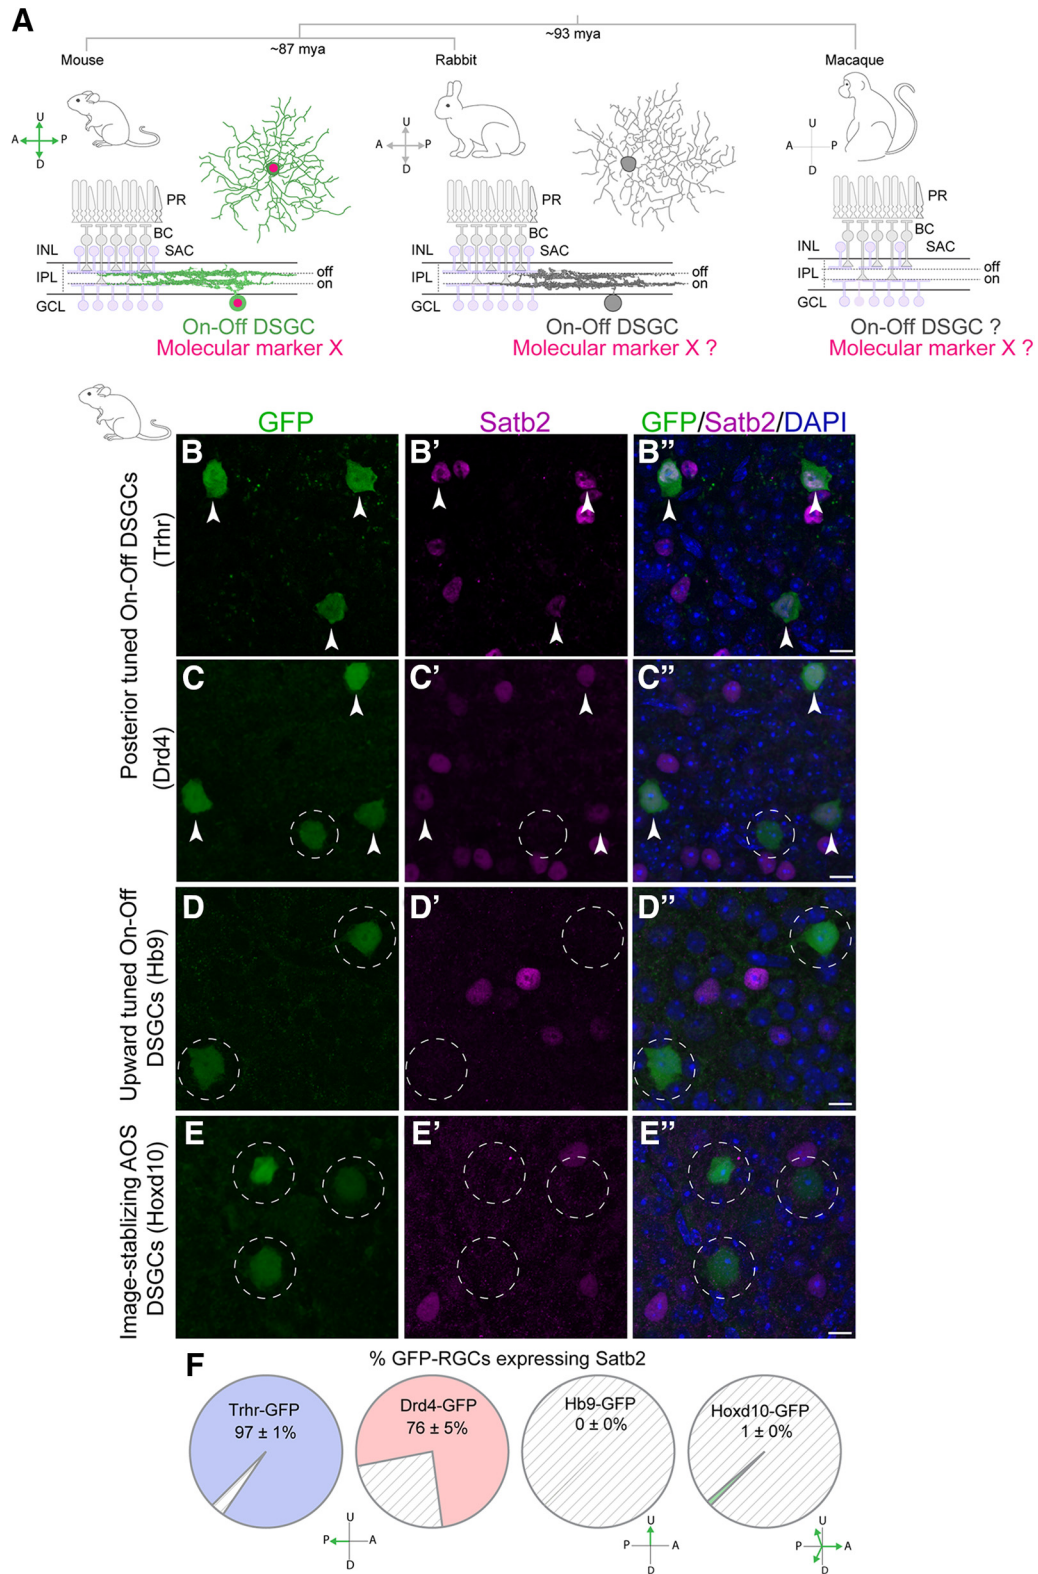 A
~87 mya
~93 mya
Mouse
Rabbit
Macaque
U
A P
D
U
A P
D
U
A P
D
PR
BC
INL SAC
IPL
off
on
GCL
On-Off DSGC
Molecular marker X
PR
BC
INL SAC
IPL
off
on
GCL
On-Off DSGC
Molecular marker X ?
PR
BC
INL SAC
IPL
off
on
GCL
On-Off DSGC ?
Molecular marker X ?
GFP
Satb2
GFP/Satb2/DAPI
Posterior tuned On-Off DSGCs
(Trhr)
(Drd4)
B
B’
B”
C
C’
C”
Upward tuned On-Off
DSGCs (Hb9)
D
D’
D”
Image-stablizing AOS
DSGCs (Hoxd10)
E
E’
E”
F
% GFP-RGCs expressing Satb2
Trhr-GFP
97 ± 1%
Drd4-GFP
76 ± 5%
Hb9-GFP
0 ± 0%
Hoxd10-GFP
1 ± 0%
U
P A
D
U
P A
D
U
P A
D